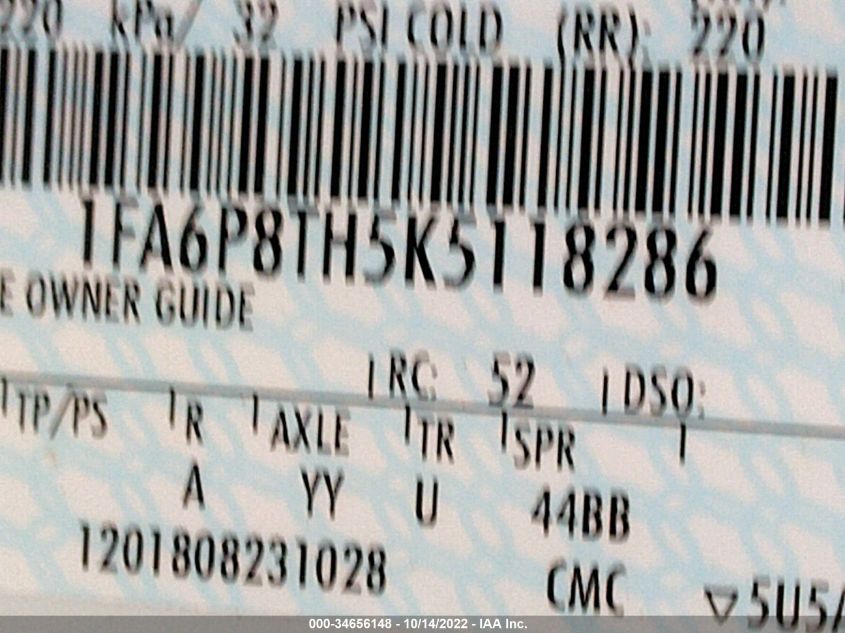 220 kPa/ 32 PSI COLD (RR): 220
1FA6P8TH5K5118286
E OWNER GUIDE
RC: 52 DSO:
TP/PS R AXLE TR SPR
A YY U 44BB
1201808231028 CMC ▽5U5A
000-34656148 - 10/14/2022 - IAA Inc.